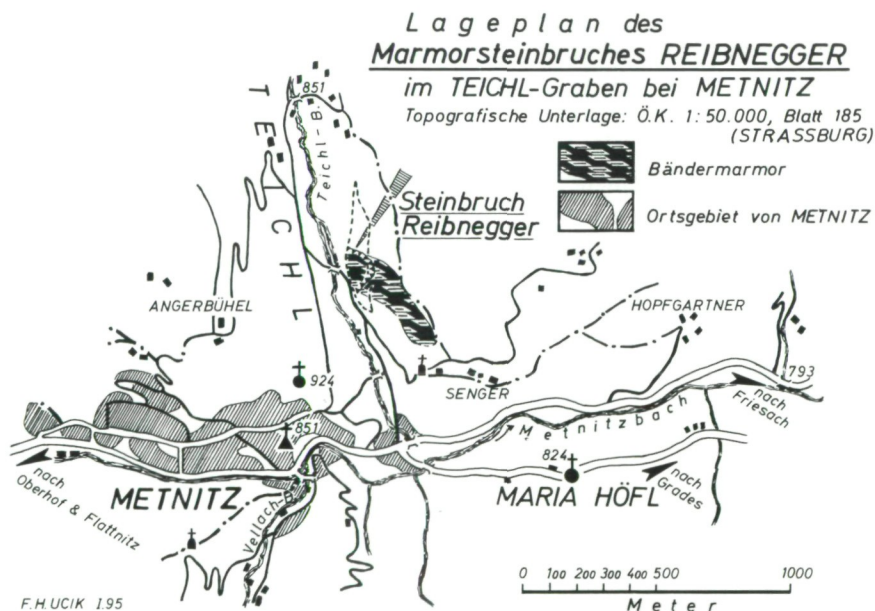 Lageplan des
Marmorsteinbruches REIBNEGGER
im TEICHL-Graben bei METNITZ
Topografische Unterlage: Ö.K. 1:50.000, Blatt 185
(STRASSBURG)
Bändermarmor
Ortsgebiet von METNITZ
851
TEICHL
Teichl-B.
Steinbruch
Reibnegger
ANGERBÜHEL
HOPFGARTNER
924
SENGER
793
nach
Friesach
851
Metnitzbach
824
nach
Oberhof & Flattnitz
METNITZ
Vellach-B.
MARIA HÖFL
nach
Grades
0 100 200 300 400 500 1000
Meter
F.H.UCIK I.95